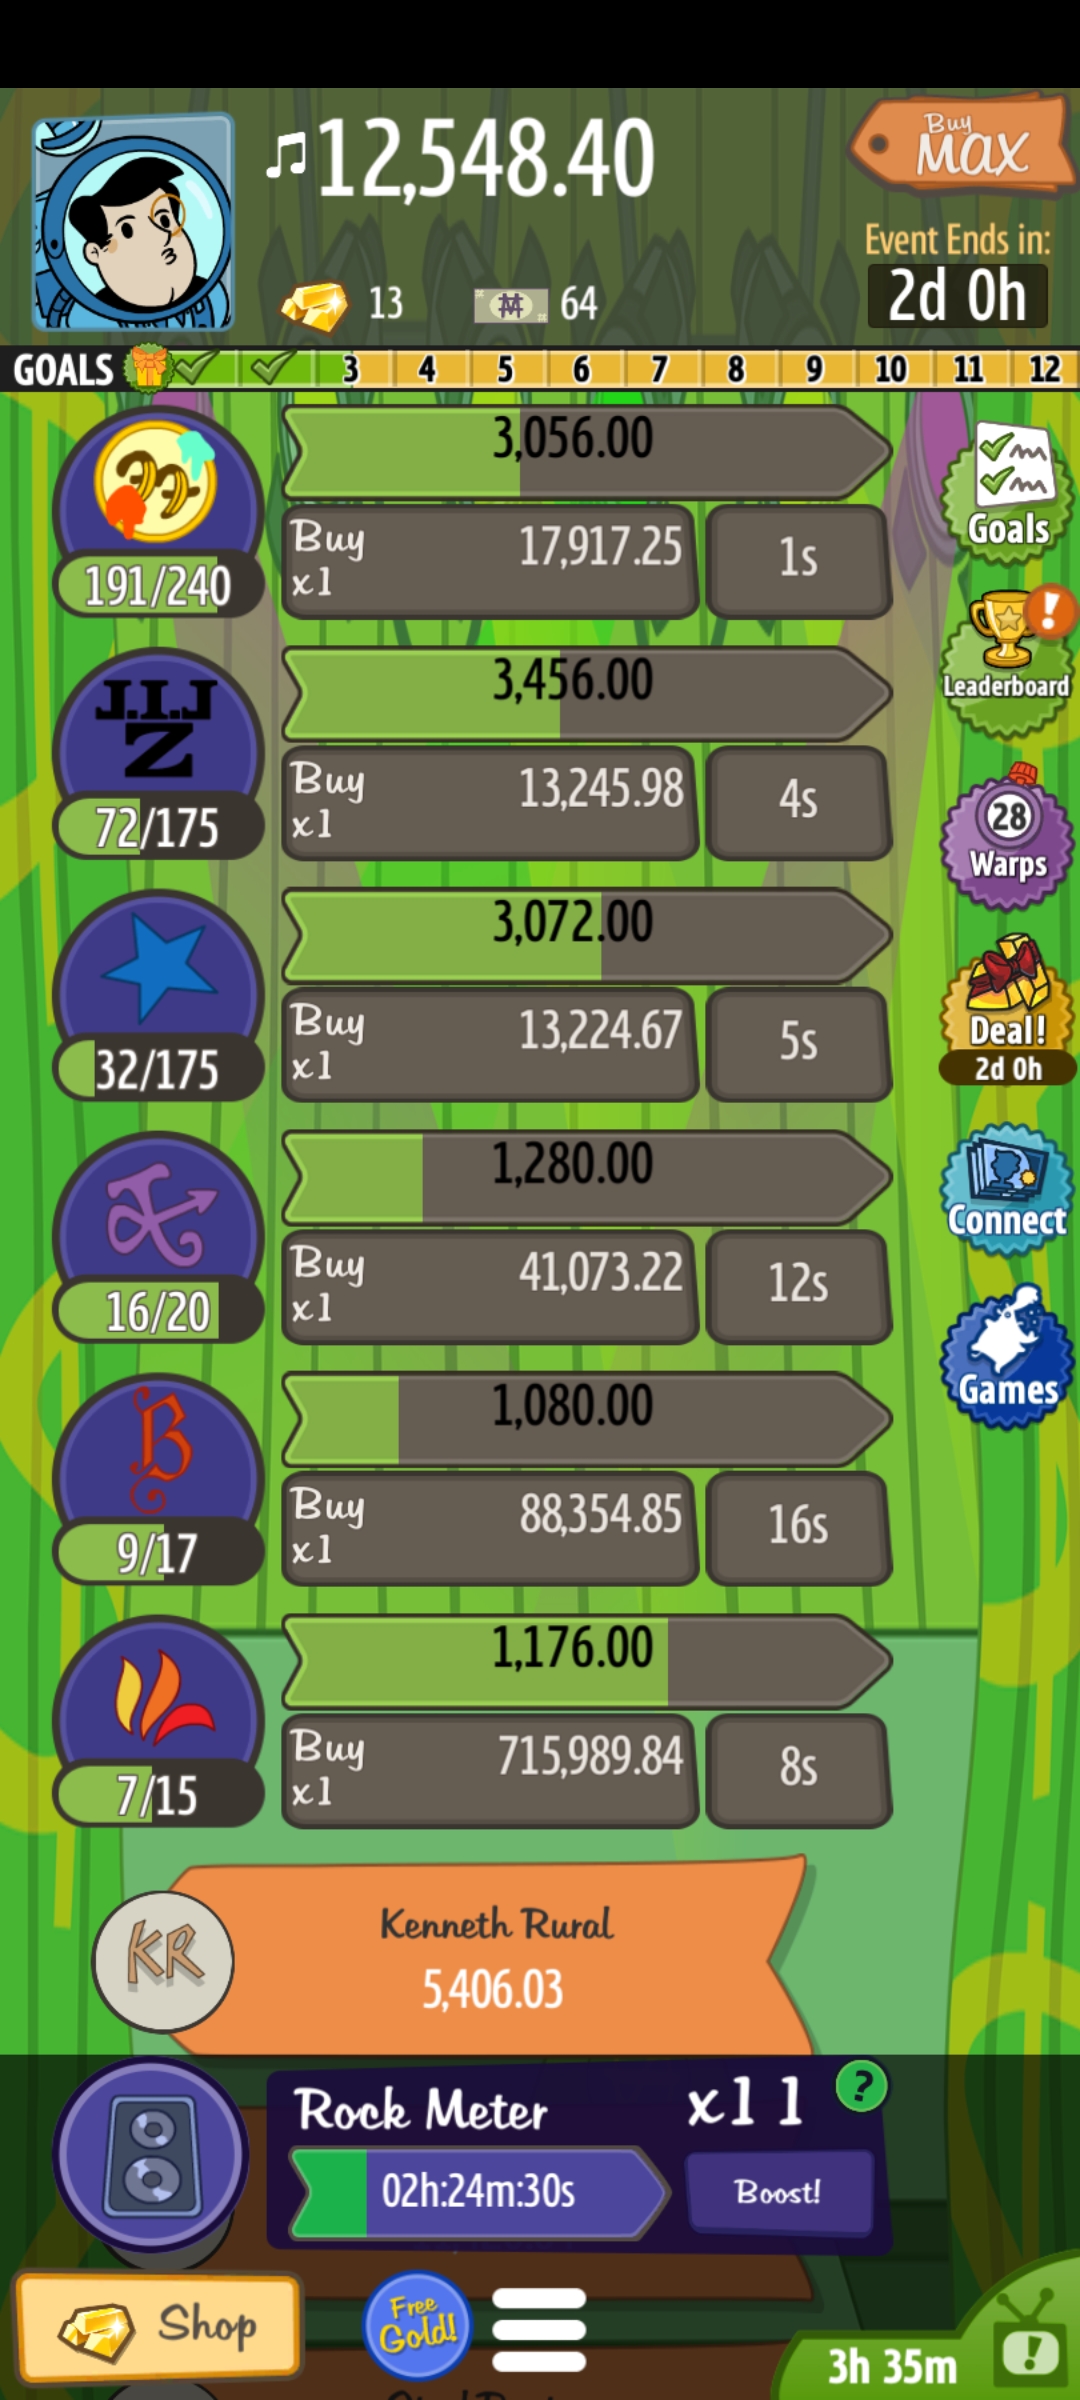 12,548.40
Buy
MAX
Event Ends in:
2d 0h
13
64
GOALS 3 4 5 6 7 8 9 10 11 12
3,056.00
Buy
x1
17,917.25
1s
191/240
Goals
3,456.00
J.I.J
Z
Buy
x1
13,245.98
4s
72/175
Leaderboard
3,072.00
Buy
x1
13,224.67
5s
32/175
28
Warps
Deal!
2d 0h
1,280.00
Buy
x1
41,073.22
12s
16/20
Connect
1,080.00
B
Buy
x1
88,354.85
16s
9/17
Games
1,176.00
Buy
x1
715,989.84
8s
7/15
KR
Kenneth Rural
5,406.03
Rock Meter
x11
?
02h:24m:30s
Boost!
Shop
Free
Gold!
3h 35m